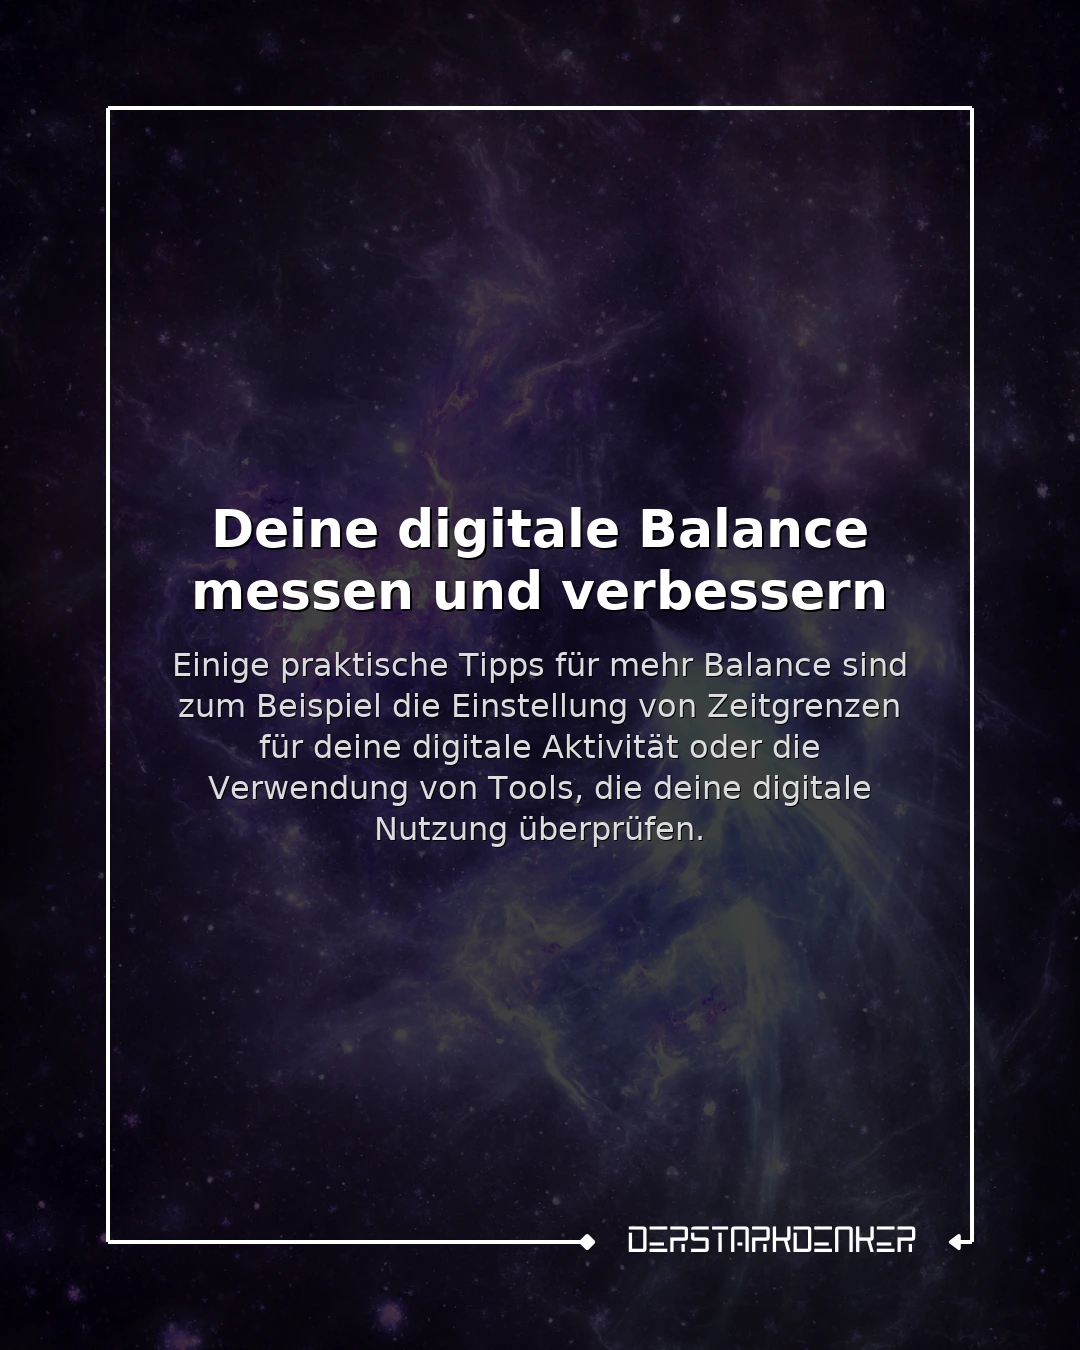 Deine digitale Balance
messen und verbessern
Einige praktische Tipps für mehr Balance sind
zum Beispiel die Einstellung von Zeitgrenzen
für deine digitale Aktivität oder die
Verwendung von Tools, die deine digitale
Nutzung überprüfen.
DERSTARKDENKER